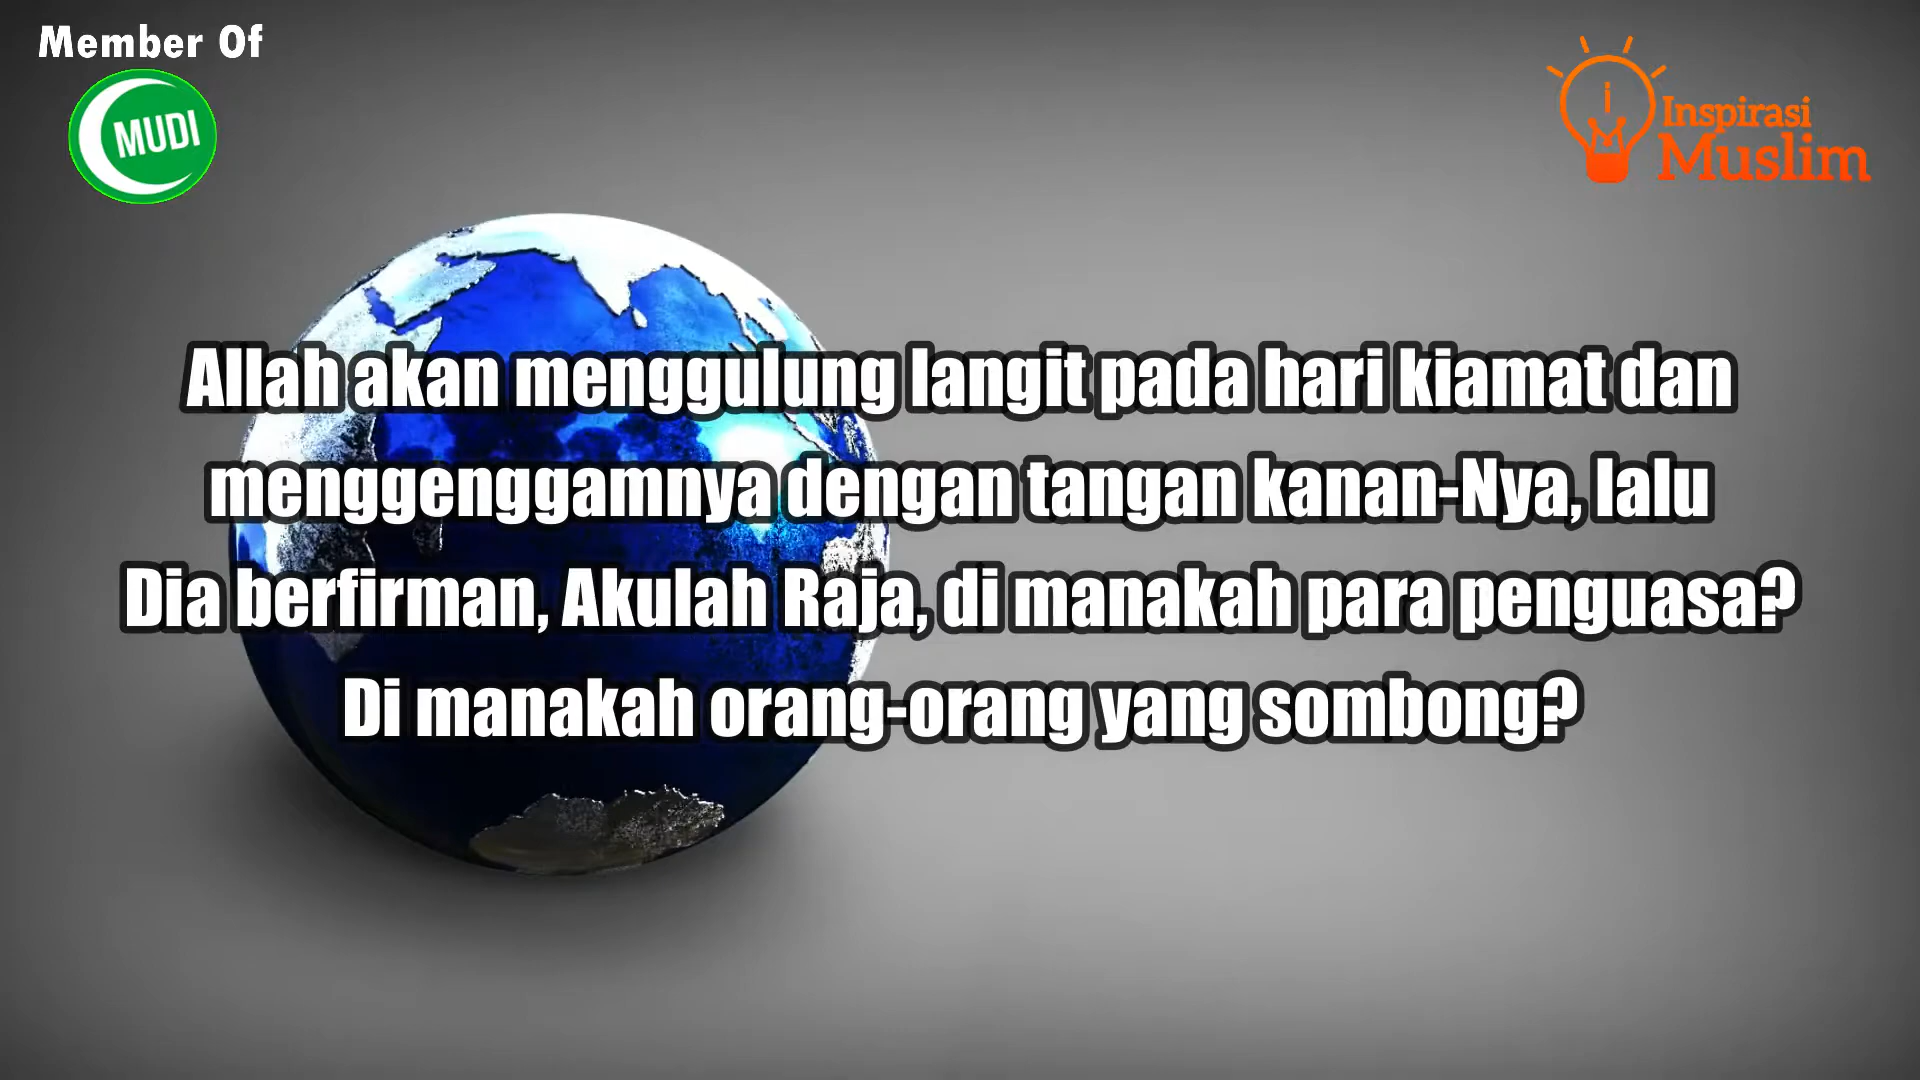 Member Of
MUDI
Inspirasi
Muslim
Allah akan menggulung langit pada hari kiamat dan
menggenggamnya dengan tangan kanan-Nya, lalu
Dia berfirman, Akulah Raja, di manakah para penguasa?
Di manakah orang-orang yang sombong?